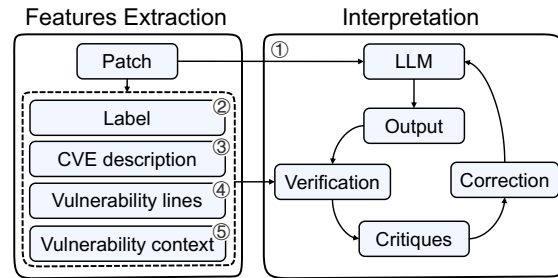 Features Extraction
Interpretation
Patch
①
LLM
Label ②
CVE description ③
Vulnerability lines ④
Vulnerability context ⑤
Output
Verification
Correction
Critiques